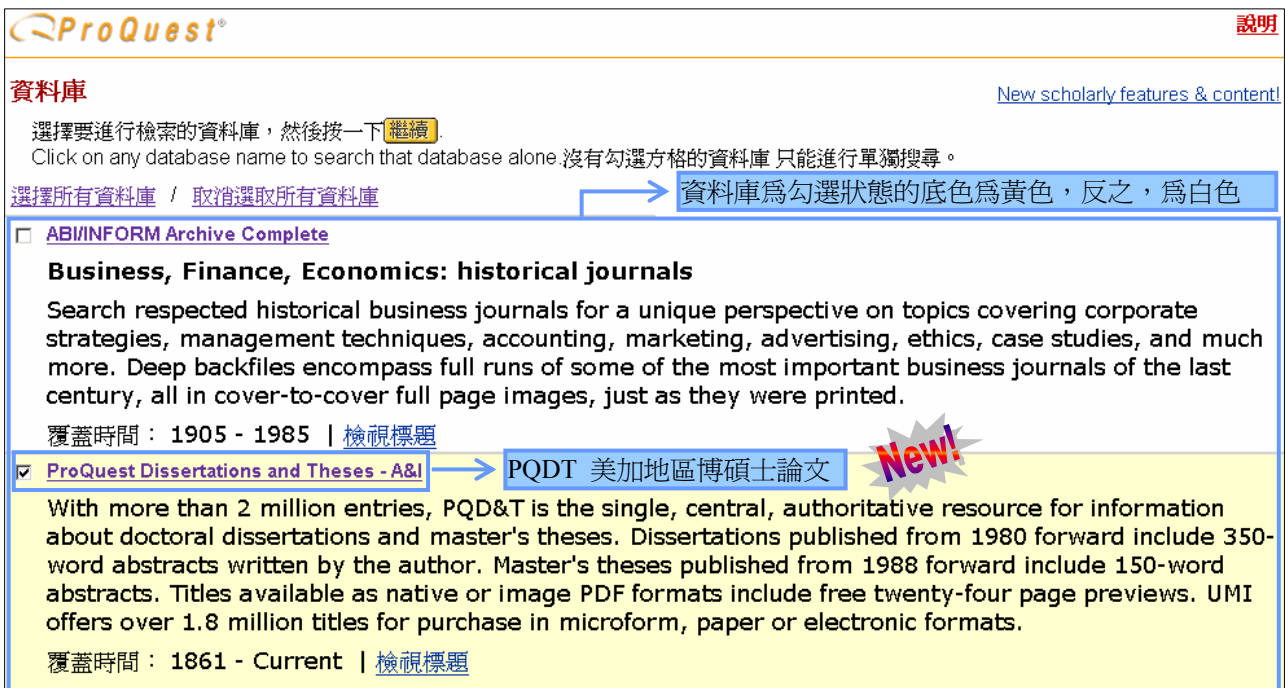 ProQuest® 說明
資料庫 New scholarly features & content!
選擇要進行檢索的資料庫，然後按一下 繼續 .
Click on any database name to search that database alone.沒有勾選方格的資料庫 只能進行單獨搜尋。
選擇所有資料庫 / 取消選取所有資料庫
資料庫為勾選狀態的底色為黃色，反之，為白色
ABI/INFORM Archive Complete
Business, Finance, Economics: historical journals
Search respected historical business journals for a unique perspective on topics covering corporate
strategies, management techniques, accounting, marketing, advertising, ethics, case studies, and much
more. Deep backfiles encompass full runs of some of the most important business journals of the last
century, all in cover-to-cover full page images, just as they were printed.
覆蓋時間： 1905 - 1985 | 檢視標題
ProQuest Dissertations and Theses - A&I PQDT 美加地區博碩士論文 New!
With more than 2 million entries, PQD&T is the single, central, authoritative resource for information
about doctoral dissertations and master's theses. Dissertations published from 1980 forward include 350-
word abstracts written by the author. Master's theses published from 1988 forward include 150-word
abstracts. Titles available as native or image PDF formats include free twenty-four page previews. UMI
offers over 1.8 million titles for purchase in microform, paper or electronic formats.
覆蓋時間： 1861 - Current | 檢視標題